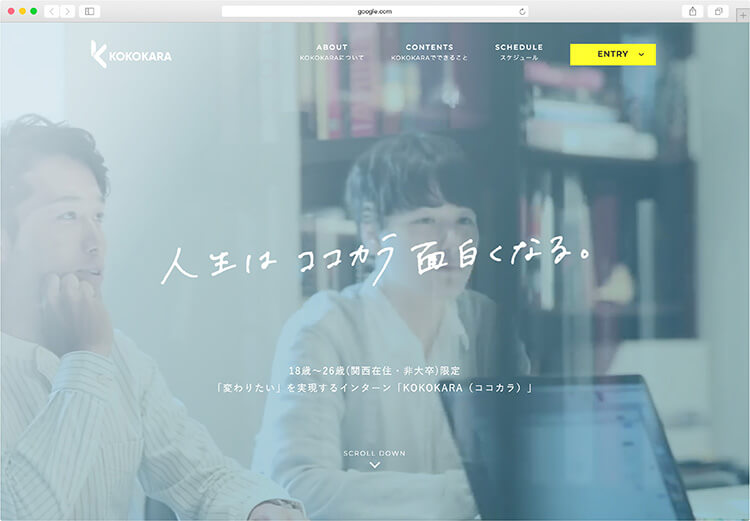 google.com
KOKOKARA
ABOUT
KOKOKARAについて
CONTENTS
KOKOKARAでできること
SCHEDULE
スケジュール
ENTRY
人生は ココカラ 面白くなる。
18歳〜26歳(関西在住・非大卒)限定
「変わりたい」を実現するインターン「KOKOKARA（ココカラ）」
SCROLL DOWN